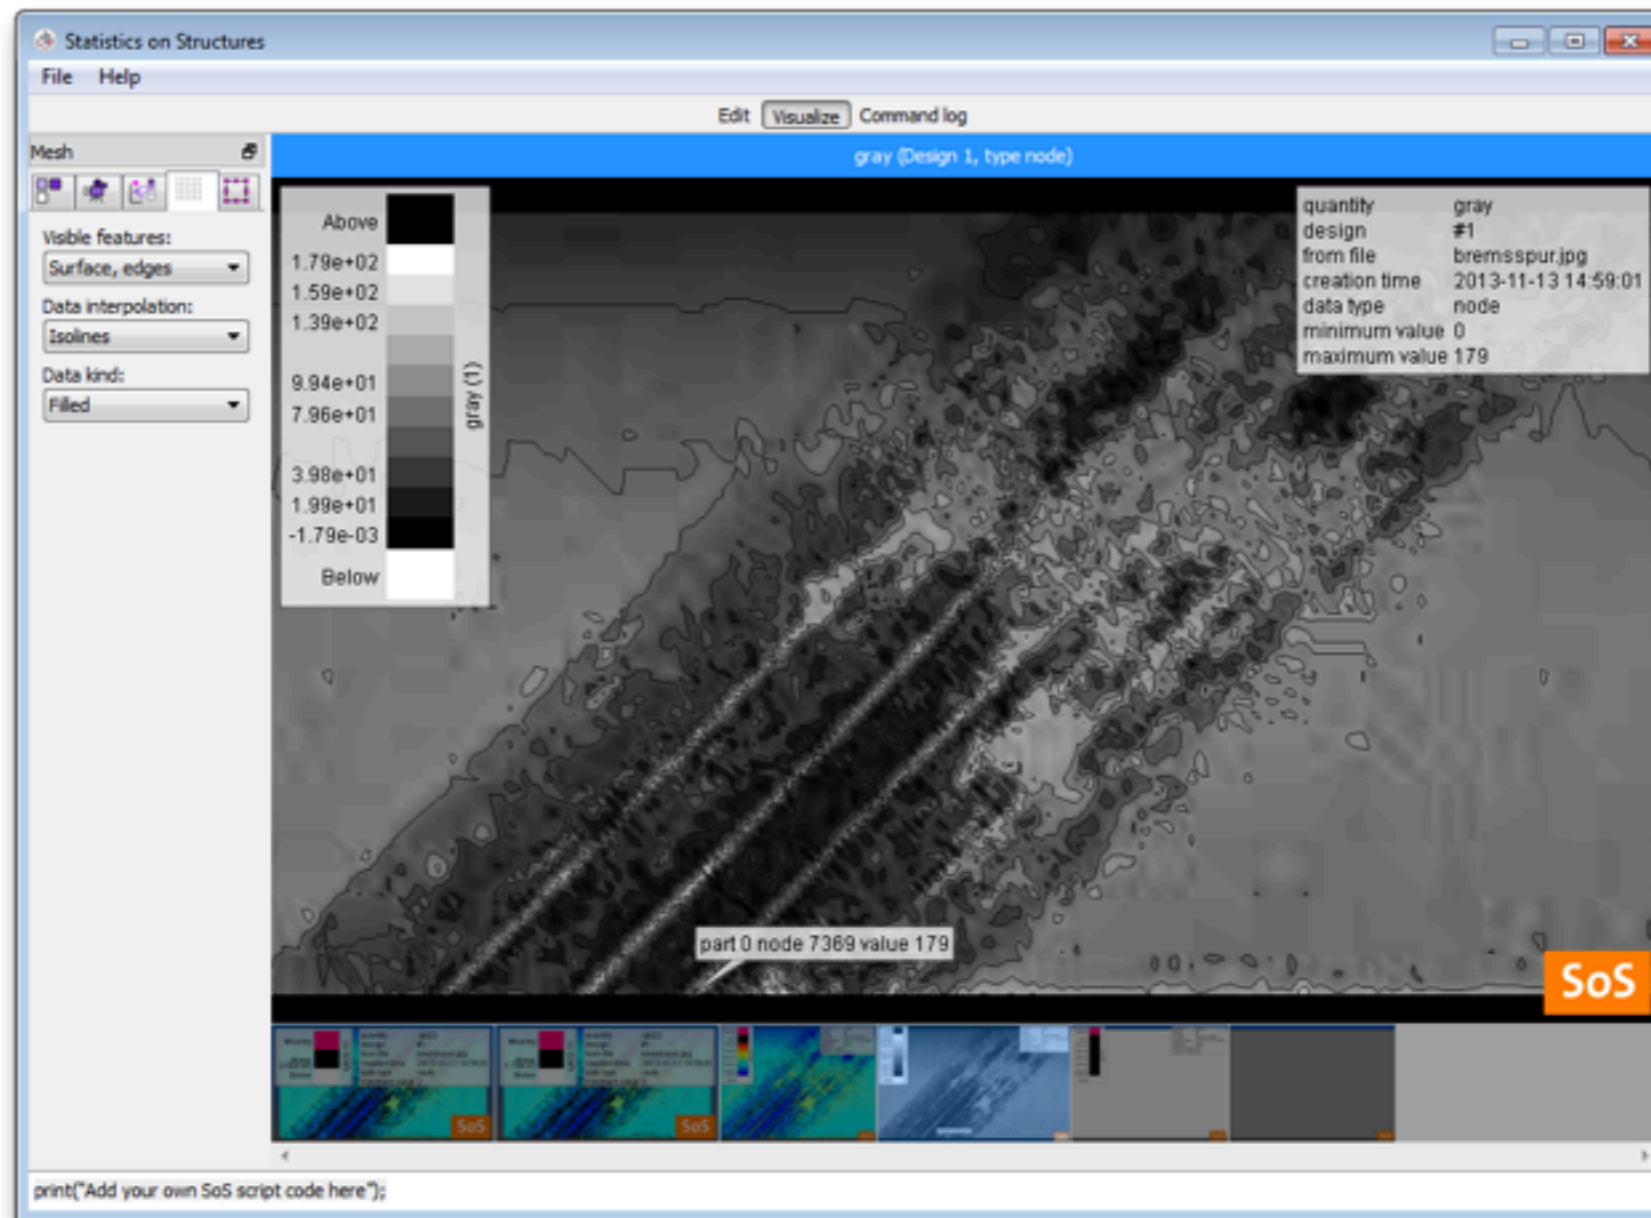 Statistics on Structures
File Help
Edit Visualize Command log
Mesh
gray (Design 1, type node)
Visible features:
Surface, edges
Data interpolation:
Isolines
Data kind:
Filled
Above
1.79e+02
1.59e+02
1.39e+02
9.94e+01
7.96e+01
3.98e+01
1.99e+01
-1.79e-03
Below
gray (1)
quantity gray
design #1
from file bremsspur.jpg
creation time 2013-11-13 14:59:01
data type node
minimum value 0
maximum value 179
part 0 node 7369 value 179
SoS
SoS
SoS
print("Add your own SoS script code here");